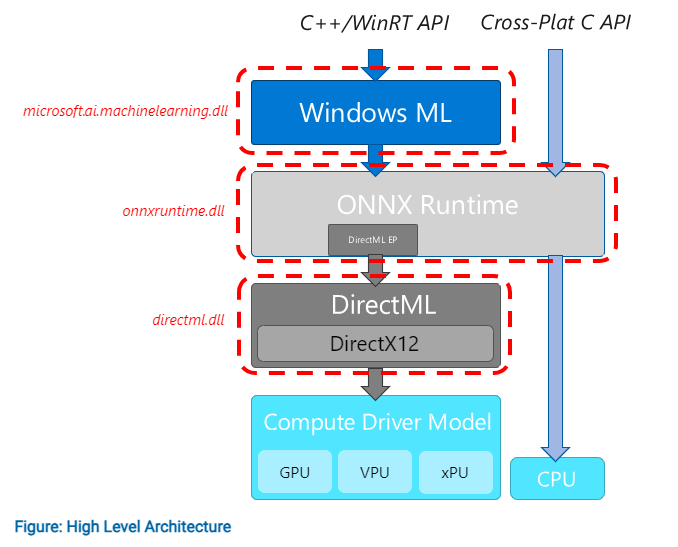 C++/WinRT API
Cross-Plat C API
microsoft.ai.machinelearning.dll
Windows ML
onnxruntime.dll
ONNX Runtime
DirectML EP
directml.dll
DirectML
DirectX12
Compute Driver Model
GPU
VPU
xPU
CPU
Figure: High Level Architecture